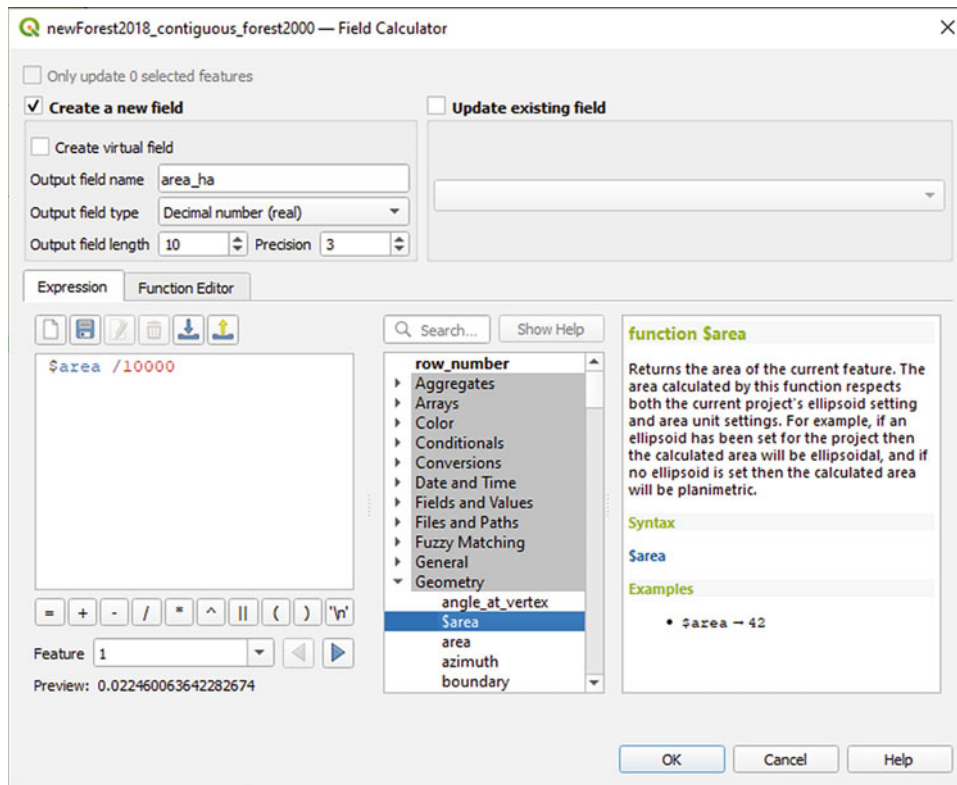 newForest2018_contiguous_forest2000 — Field Calculator
Only update 0 selected features
Create a new field
Update existing field
Create virtual field
Output field name area_ha
Output field type Decimal number (real)
Output field length 10 Precision 3
Expression Function Editor
$area /10000
= + - / * ^ || ( ) '\n'
Feature 1
Preview: 0.022460063642282674
Search... Show Help
row_number
Aggregates
Arrays
Color
Conditionals
Conversions
Date and Time
Fields and Values
Files and Paths
Fuzzy Matching
General
Geometry
angle_at_vertex
$area
area
azimuth
boundary
function $area
Returns the area of the current feature. The
area calculated by this function respects
both the current project's ellipsoid setting
and area unit settings. For example, if an
ellipsoid has been set for the project then
the calculated area will be ellipsoidal, and if
no ellipsoid is set then the calculated area
will be planimetric.
Syntax
$area
Examples
• $area → 42
OK Cancel Help